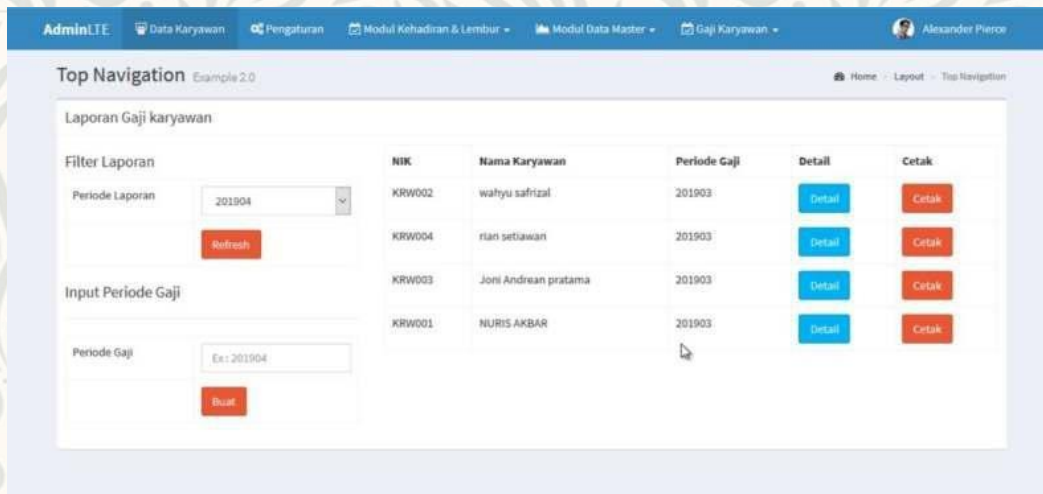 AdminLTE Data Karyawan Pengaturan Modul Kehadiran & Lembur Modul Data Master Gaji Karyawan Alexander Pierce
Top Navigation Example 2.0 Home Layout Top Navigation
Laporan Gaji karyawan
Filter Laporan
Periode Laporan 201904
Refresh
Input Periode Gaji
Periode Gaji Ex : 201904
Buat
NIK Nama Karyawan Periode Gaji Detail Cetak
KRW002 wahyu safrizal 201903 Detail Cetak
KRW004 rian setiawan 201903 Detail Cetak
KRW003 Joni Andrean pratama 201903 Detail Cetak
KRW001 NURIS AKBAR 201903 Detail Cetak